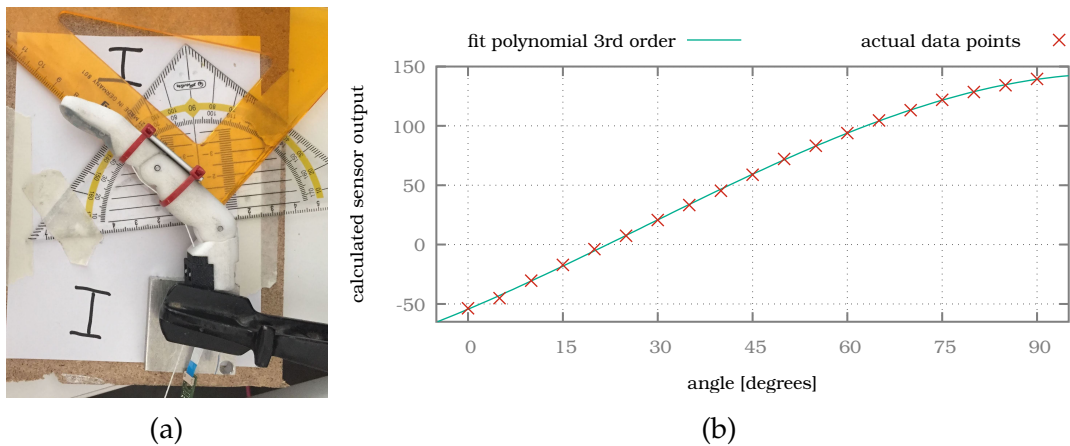 I
I
90
fit polynomial 3rd order
actual data points
calculated sensor output
150
100
50
0
-50
0 15 30 45 60 75 90
angle [degrees]
(a)
(b)